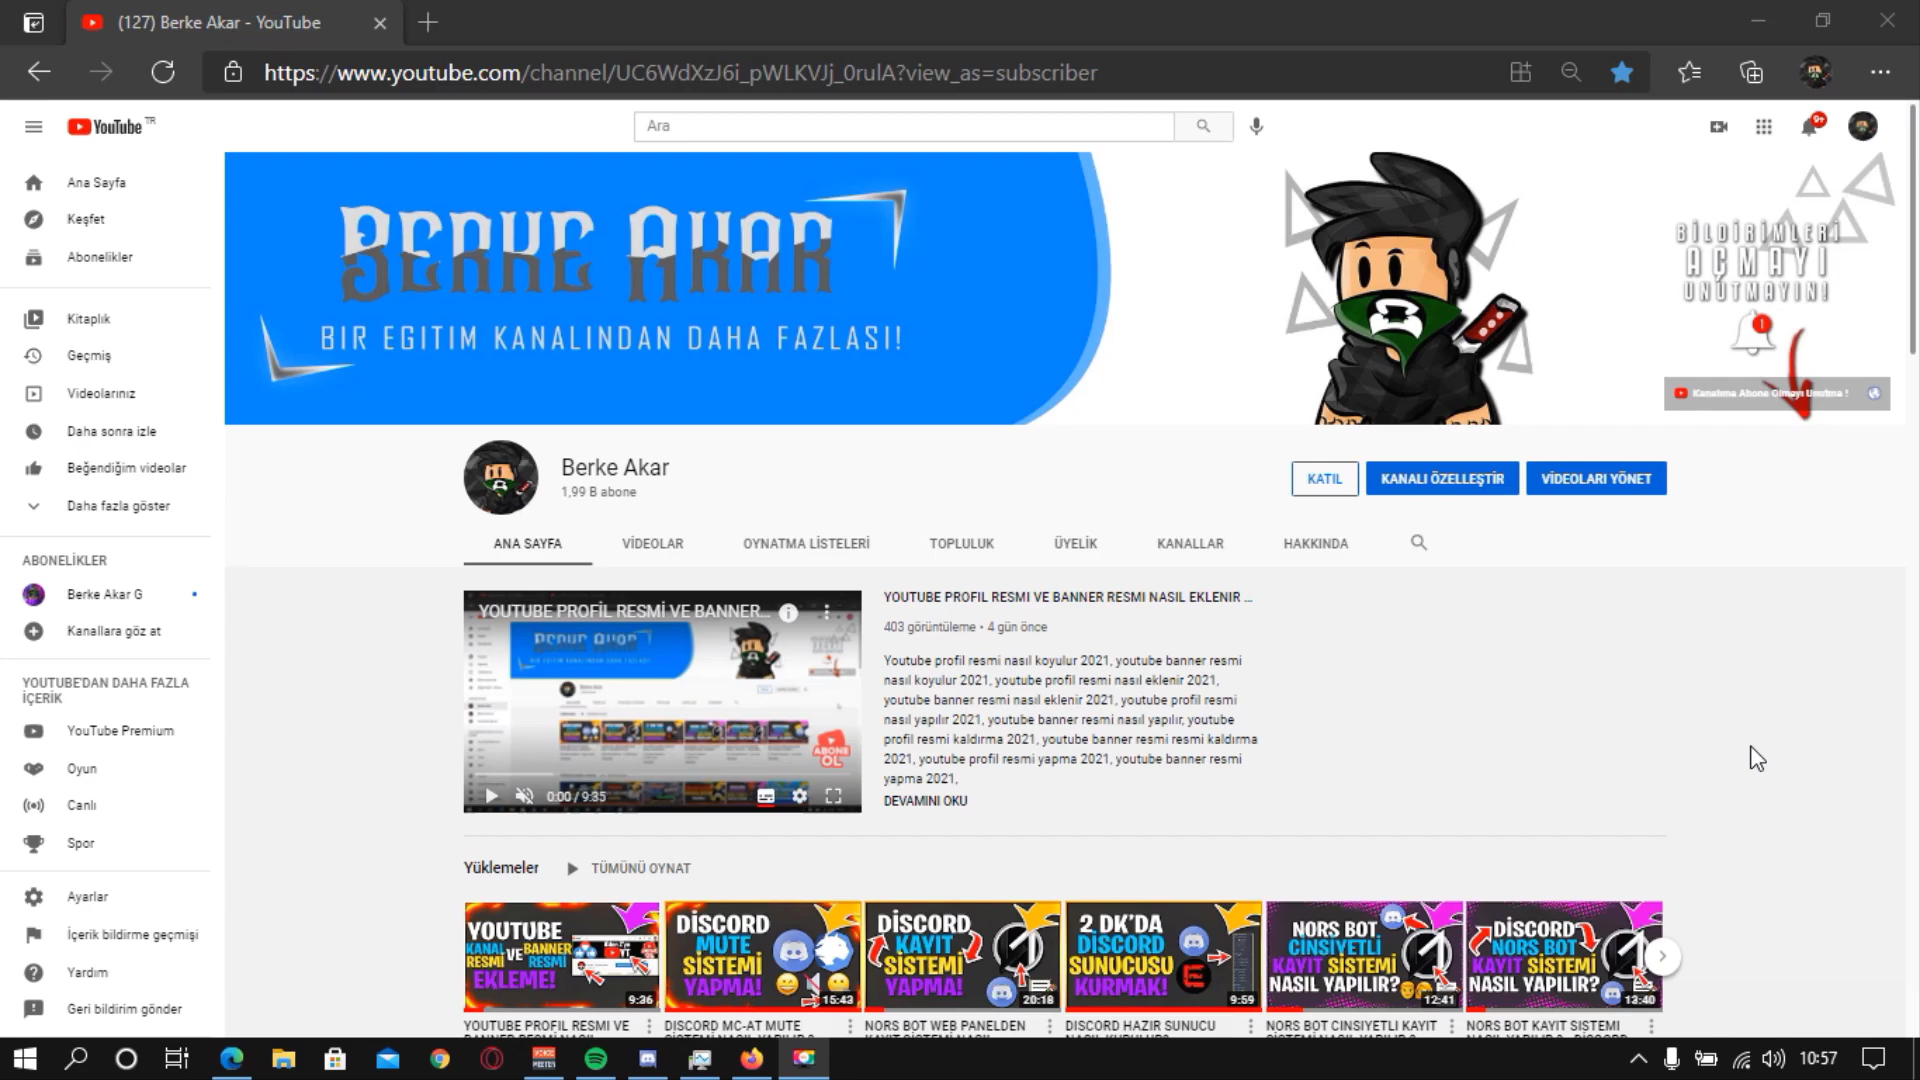 (127) Berke Akar - YouTube
https://www.youtube.com/channel/UC6WdXzJ6i_pWLKVJj_0rulA?view_as=subscriber
YouTube TR
Ara
9+
Ana Sayfa
Keşfet
Abonelikler
Kitaplık
Geçmiş
Videolarınız
Daha sonra izle
Beğendiğim videolar
Daha fazla göster
ABONELİKLER
Berke Akar G
Kanallara göz at
YOUTUBE'DAN DAHA FAZLA
İÇERİK
YouTube Premium
Oyun
Canlı
Spor
Ayarlar
İçerik bildirme geçmişi
Yardım
Geri bildirim gönder
BERKE AKAR
BIR EGITIM KANALINDAN DAHA FAZLASI!
BİLDİRİMLERİ
AÇMAYI
UNUTMAYIN!
1
Kanalıma Abone Olmayı Unutma !
Berke Akar
1,99 B abone
KATIL
KANALI ÖZELLEŞTİR
VİDEOLARI YÖNET
ANA SAYFA
VİDEOLAR
OYNATMA LİSTELERİ
TOPLULUK
ÜYELİK
KANALLAR
HAKKINDA
YOUTUBE PROFİL RESMİ VE BANNER...
ABONE
OL
0:00 / 9:35
YOUTUBE PROFIL RESMI VE BANNER RESMI NASIL EKLENIR ...
403 görüntüleme • 4 gün önce
Youtube profil resmi nasıl koyulur 2021, youtube banner resmi
nasıl koyulur 2021, youtube profil resmi nasıl eklenir 2021,
youtube banner resmi nasıl eklenir 2021, youtube profil resmi
nasıl yapılır 2021, youtube banner resmi nasıl yapılır, youtube
profil resmi kaldırma 2021, youtube banner resmi resmi kaldırma
2021, youtube profil resmi yapma 2021, youtube banner resmi
yapma 2021,
DEVAMINI OKU
Yüklemeler
TÜMÜNÜ OYNAT
YOUTUBE
KANAL VE BANNER
RESMİ RESMİ
EKLEME!
9:36
YOUTUBE PROFIL RESMI VE
DİSCORD
MUTE
SİSTEMİ
YAPMA!
15:43
DISCORD MC-AT MUTE
DİSCORD
KAYIT
SİSTEMİ
YAPMA!
20:18
NORS BOT WEB PANELDEN
2 DK'DA
DİSCORD
SUNUCUSU
KURMAK!
9:59
DISCORD HAZIR SUNUCU
NORS BOT
CİNSİYETLİ
KAYIT SİSTEMİ
NASIL YAPILIR?
12:41
NORS BOT CINSIYETLI KAYIT
DİSCORD
NORS BOT
KAYIT SİSTEMİ
NASIL YAPILIR?
13:40
NORS BOT KAYIT SISTEMI
10:57